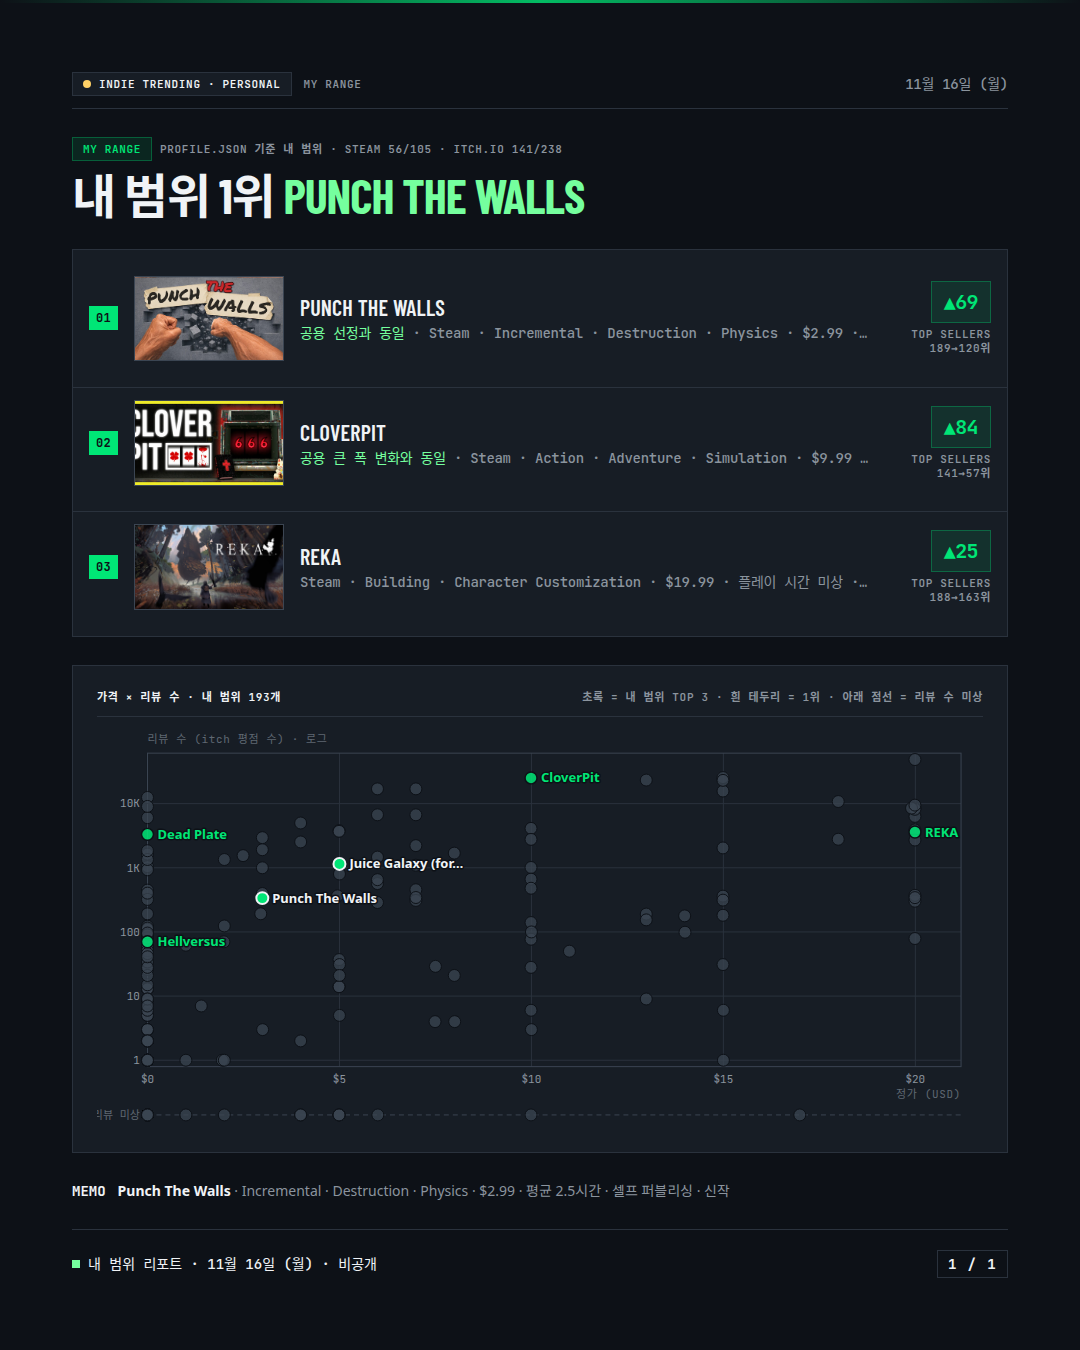 INDIE TRENDING · PERSONAL MY RANGE 11월 16일 (월)
MY RANGE PROFILE.JSON 기준 내 범위 · STEAM 56/105 · ITCH.IO 141/238
내 범위 1위 PUNCH THE WALLS
01
PUNCH THE WALLS
PUNCH THE WALLS
공용 선정과 동일 · Steam · Incremental · Destruction · Physics · $2.99 ·…
▲69
TOP SELLERS
189→120위
02
CLOVER PIT
666
CLOVERPIT
공용 큰 폭 변화와 동일 · Steam · Action · Adventure · Simulation · $9.99 …
▲84
TOP SELLERS
141→57위
03
REKA
REKA
Steam · Building · Character Customization · $19.99 · 플레이 시간 미상 ·…
▲25
TOP SELLERS
188→163위
가격 × 리뷰 수 · 내 범위 193개
초록 = 내 범위 TOP 3 · 흰 테두리 = 1위 · 아래 점선 = 리뷰 수 미상
리뷰 수 (itch 평점 수) · 로그
CloverPit
10K
Dead Plate
REKA
1K
Juice Galaxy (for…
Punch The Walls
100
Hellversus
10
1
$0 $5 $10 $15 $20
정가 (USD)
리뷰 미상
MEMO Punch The Walls · Incremental · Destruction · Physics · $2.99 · 평균 2.5시간 · 셀프 퍼블리싱 · 신작
내 범위 리포트 · 11월 16일 (월) · 비공개
1 / 1